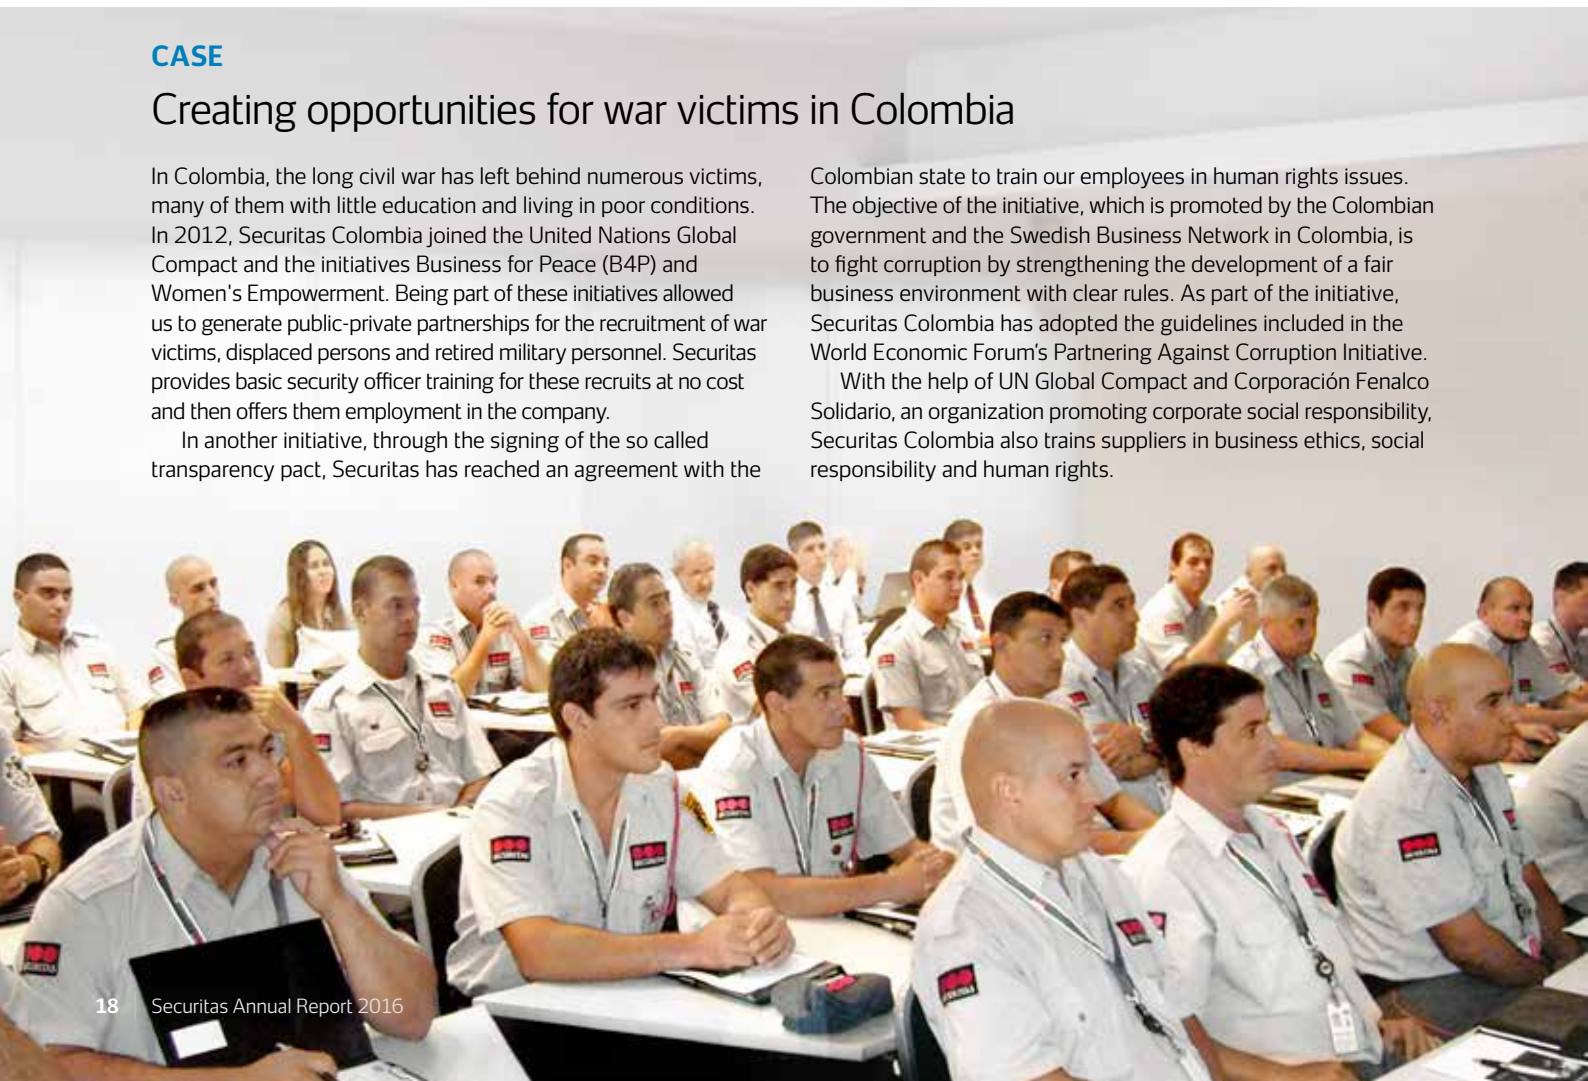 CASE
Creating opportunities for war victims in Colombia
In Colombia, the long civil war has left behind numerous victims,
many of them with little education and living in poor conditions.
In 2012, Securitas Colombia joined the United Nations Global
Compact and the initiatives Business for Peace (B4P) and
Women's Empowerment. Being part of these initiatives allowed
us to generate public-private partnerships for the recruitment of war
victims, displaced persons and retired military personnel. Securitas
provides basic security officer training for these recruits at no cost
and then offers them employment in the company.
In another initiative, through the signing of the so called
transparency pact, Securitas has reached an agreement with the
Colombian state to train our employees in human rights issues.
The objective of the initiative, which is promoted by the Colombian
government and the Swedish Business Network in Colombia, is
to fight corruption by strengthening the development of a fair
business environment with clear rules. As part of the initiative,
Securitas Colombia has adopted the guidelines included in the
World Economic Forum's Partnering Against Corruption Initiative.
With the help of UN Global Compact and Corporación Fenalco
Solidario, an organization promoting corporate social responsibility,
Securitas Colombia also trains suppliers in business ethics, social
responsibility and human rights.
18 Securitas Annual Report 2016